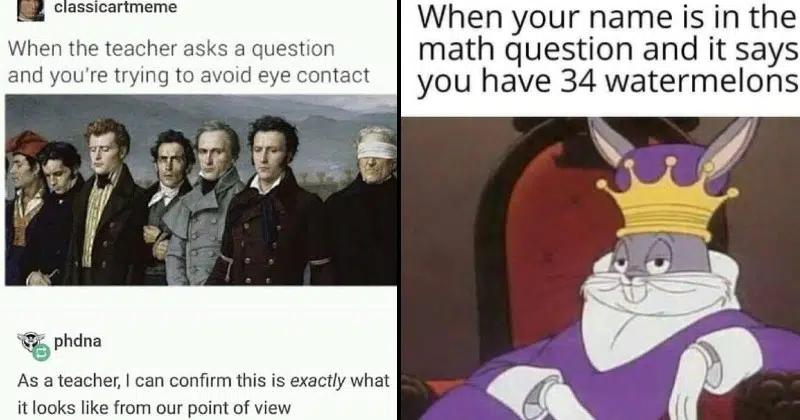 classicartmeme
When the teacher asks a question
and you're trying to avoid eye contact
phdna
As a teacher, I can confirm this is exactly what
it looks like from our point of view
When your name is in the
math question and it says
you have 34 watermelons